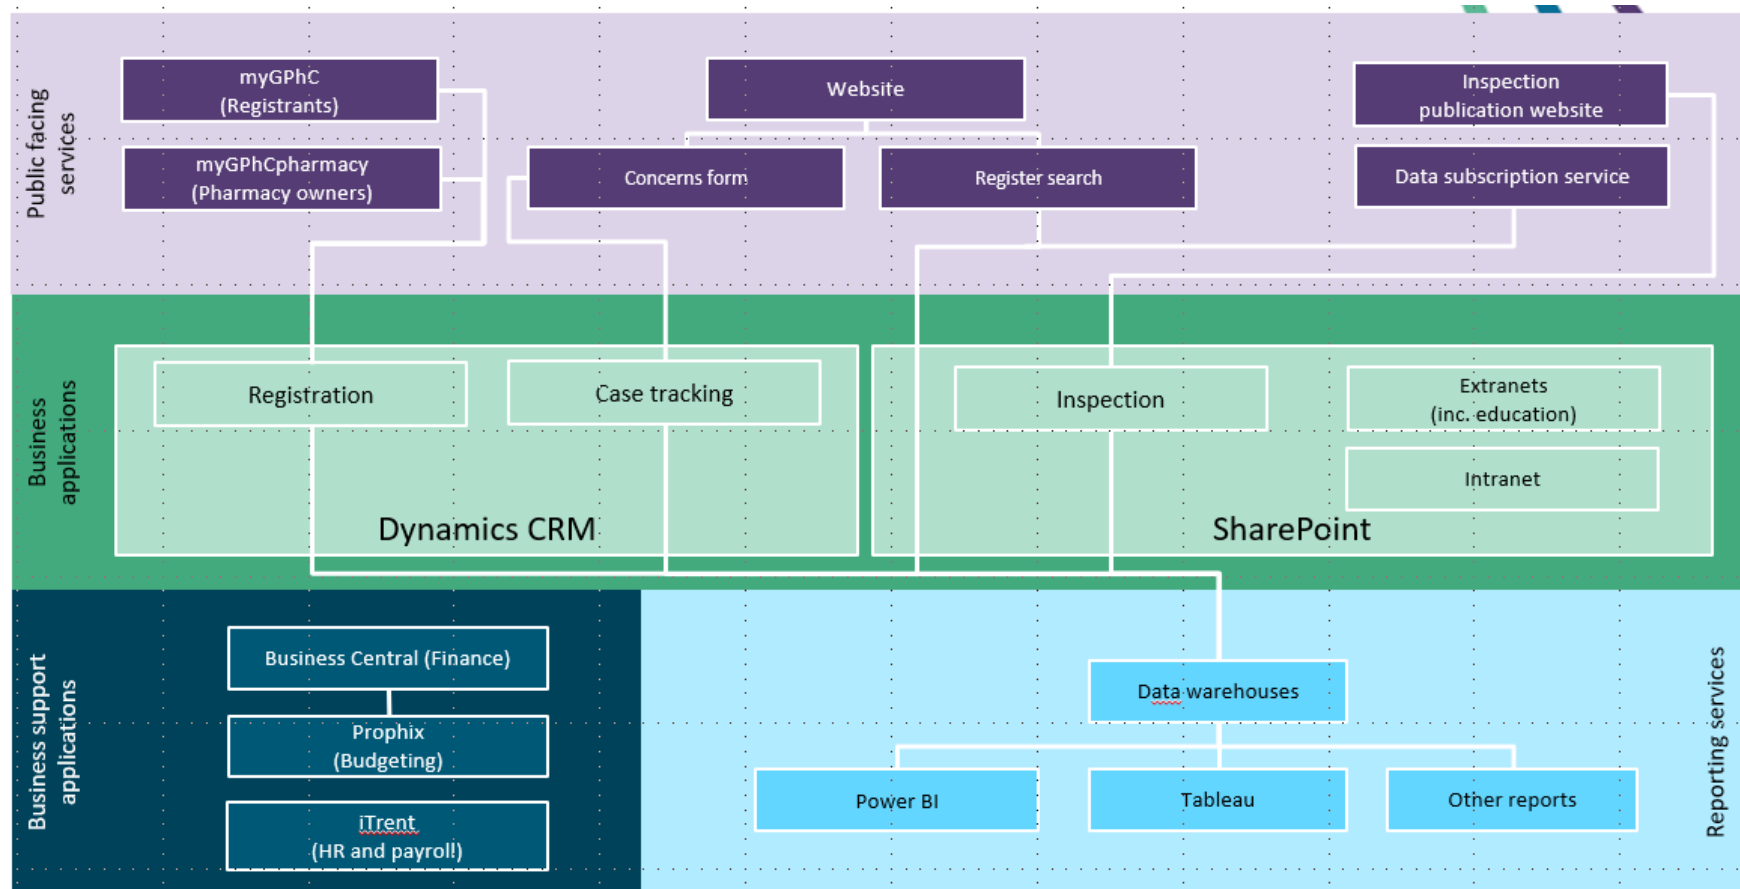 Public facing
services
myGPhC
(Registrants)
myGPhCpharmacy
(Pharmacy owners)
Website
Concerns form
Register search
Inspection
publication website
Data subscription service
Business
applications
Registration
Case tracking
Dynamics CRM
Inspection
Extranets
(inc. education)
Intranet
SharePoint
Business support
applications
Business Central (Finance)
Prophix
(Budgeting)
iTrent
(HR and payroll)
Data warehouses
Power BI
Tableau
Other reports
Reporting services